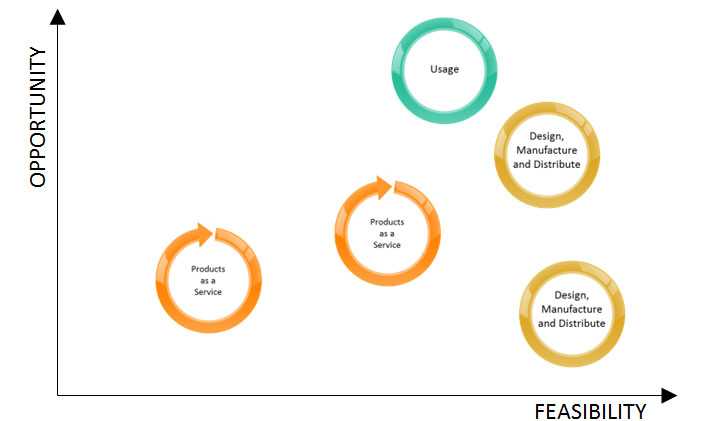 OPPORTUNITY
Usage
Design,
Manufacture
and Distribute
Products
as a
Service
Products
as a
Service
Design,
Manufacture
and Distribute
FEASIBILITY